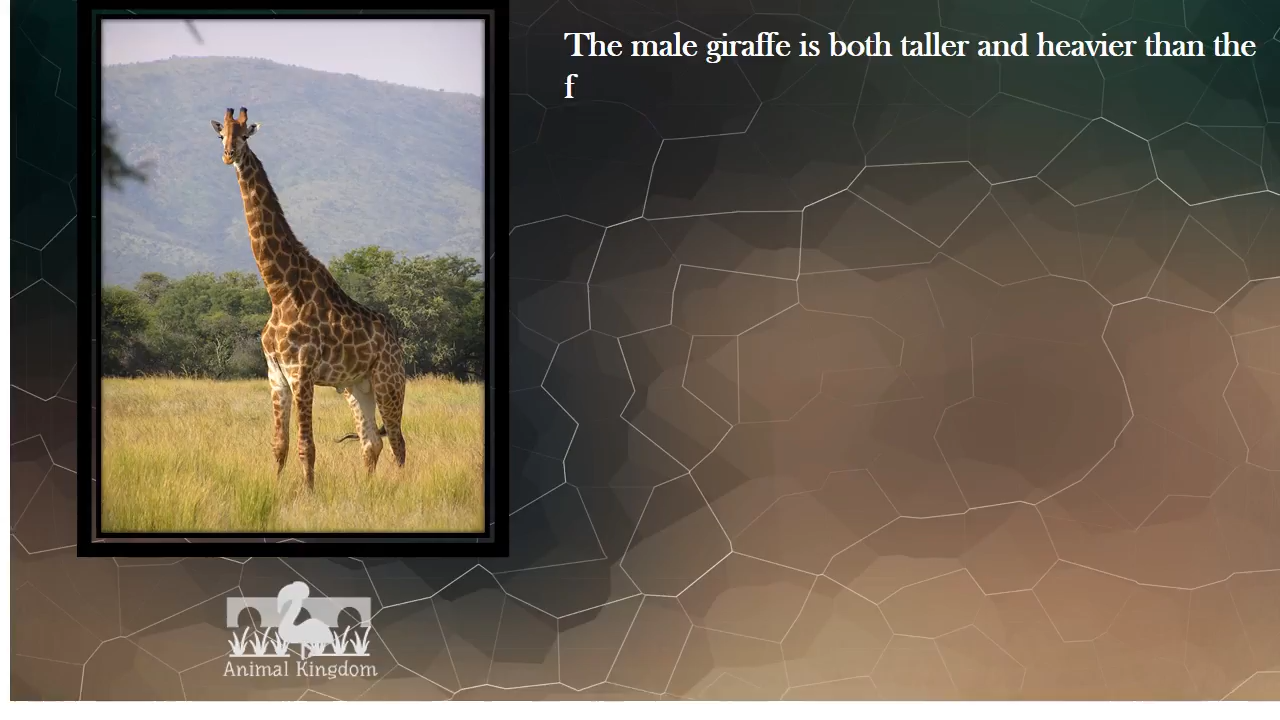 The male giraffe is both taller and heavier than the
f
Animal Kingdom